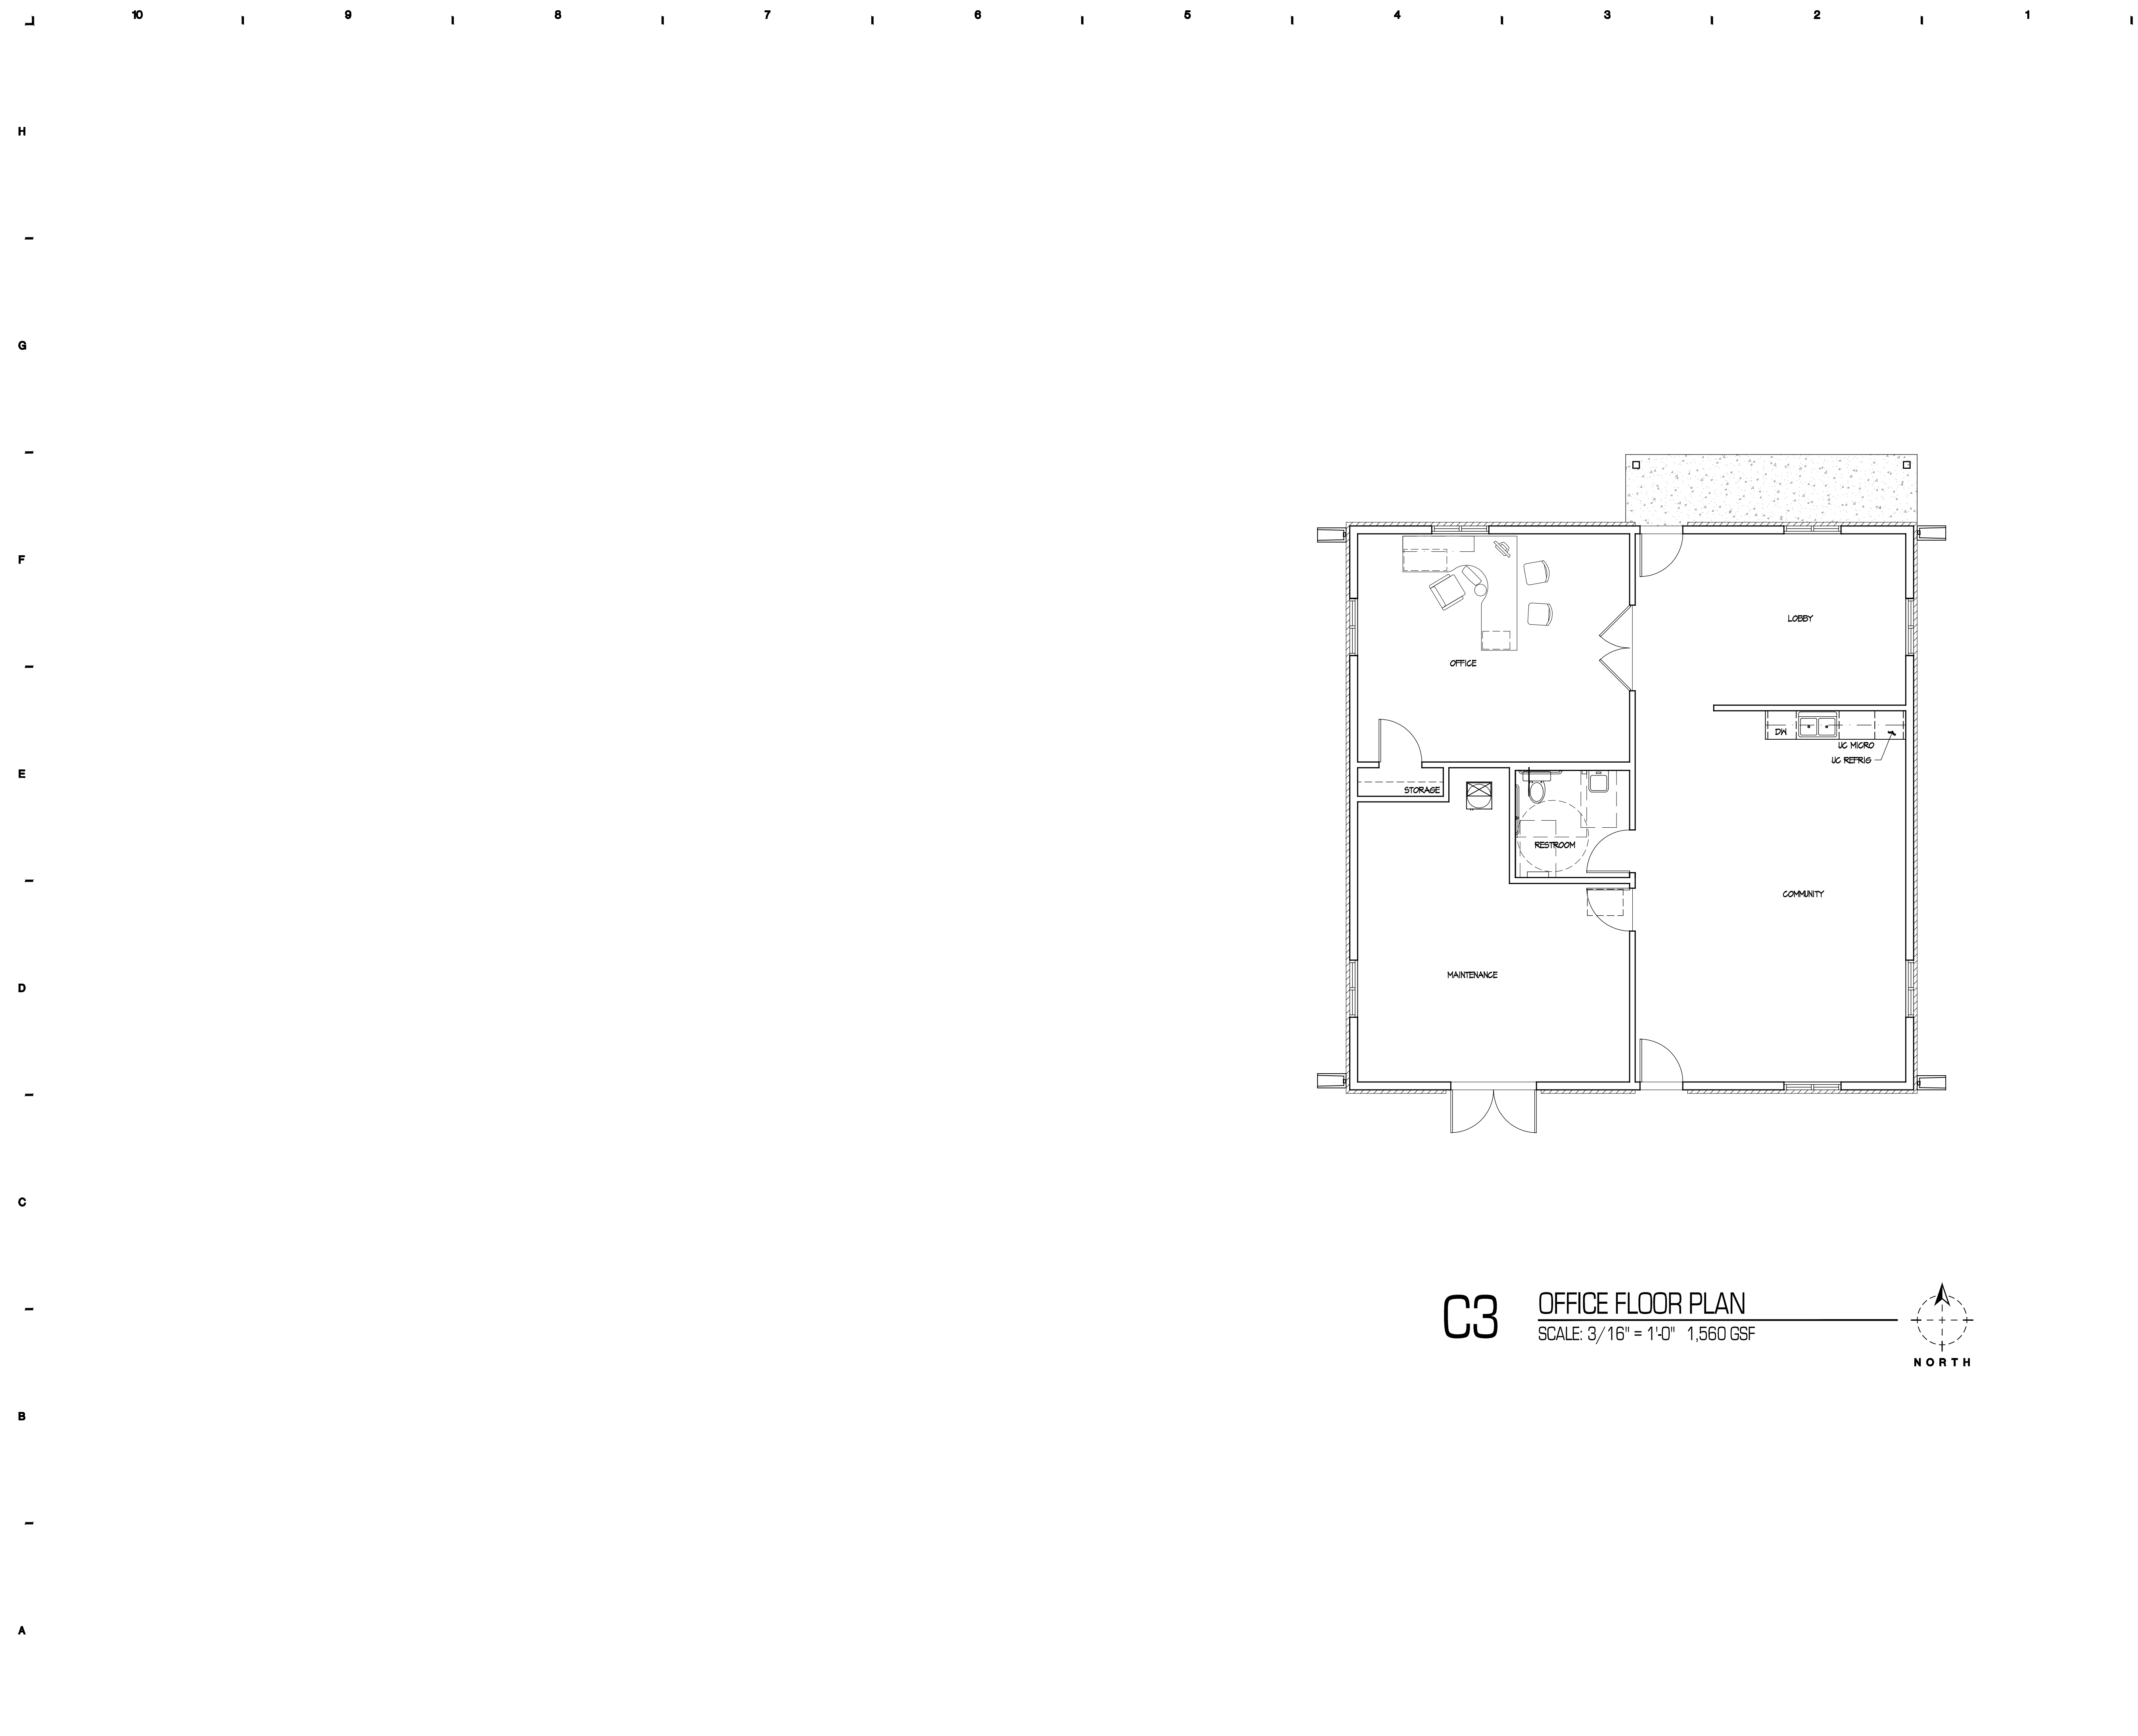 10 9 8 7 6 5 4 3 2 1
H
G
F
LOBBY
OFFICE
DW
UC MICRO
UC REFRIG
E
STORAGE
RESTROOM
COMMUNITY
MAINTENANCE
D
C
C3
OFFICE FLOOR PLAN
SCALE: 3/16" = 1'-0" 1,560 GSF
NORTH
B
A